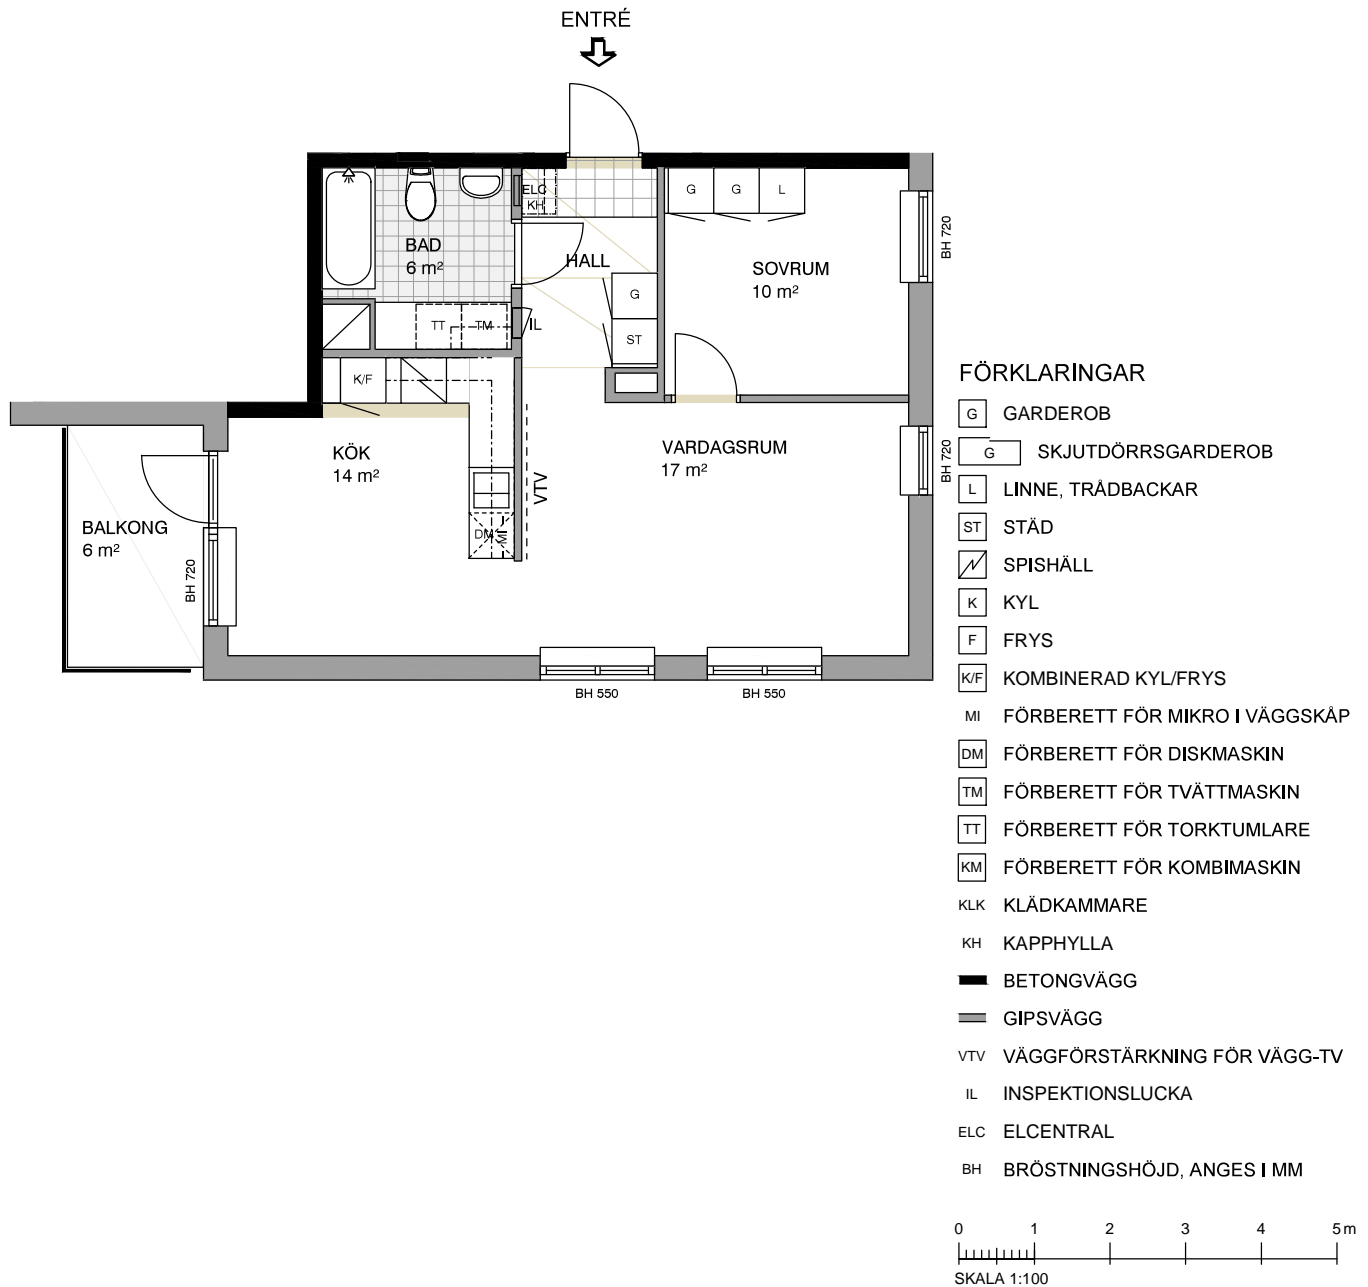 ENTRÉ
ELC
KH
G
G
L
BAD
6 m²
HALL
SOVRUM
10 m²
BH 720
G
TT
TM
IL
ST
K/F
KÖK
14 m²
VARDAGSRUM
17 m²
BH 720
VTV
DM
MI
BALKONG
6 m²
BH 720
BH 550
BH 550
FÖRKLARINGAR
G GARDEROB
G SKJUTDÖRRSGARDEROB
L LINNE, TRÅDBACKAR
ST STÄD
SPISHÄLL
K KYL
F FRYS
K/F KOMBINERAD KYL/FRYS
MI FÖRBERETT FÖR MIKRO I VÄGGSKÅP
DM FÖRBERETT FÖR DISKMASKIN
TM FÖRBERETT FÖR TVÄTTMASKIN
TT FÖRBERETT FÖR TORKTUMLARE
KM FÖRBERETT FÖR KOMBIMASKIN
KLK KLÄDKAMMARE
KH KAPPHYLLA
BETONGVÄGG
GIPSVÄGG
VTV VÄGGFÖRSTÄRKNING FÖR VÄGG-TV
IL INSPEKTIONSLUCKA
ELC ELCENTRAL
BH BRÖSTNINGSHÖJD, ANGES I MM
0 1 2 3 4 5 m
SKALA 1:100